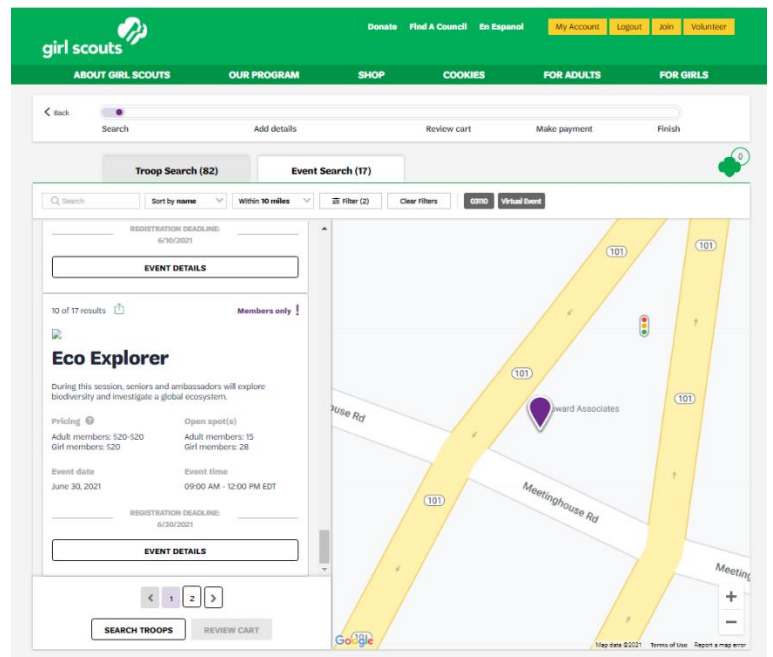 girl scouts
Donate Find A Council En Espanol My Account Logout Join Volunteer
ABOUT GIRL SCOUTS OUR PROGRAM SHOP COOKIES FOR ADULTS FOR GIRLS
Back
Search Add details Review cart Make payment Finish
Troop Search (82) Event Search (17)
0
Search Sort by name Within 10 miles Filter (2) Clear Filters 03110 Virtual Event
REGISTRATION DEADLINE:
6/10/2021
EVENT DETAILS
10 of 17 results Members only !
Eco Explorer
During this session, seniors and ambassadors will explore
biodiversity and investigate a global ecosystem.
Pricing ? Open spot(s)
Adult members: $20-$20 Adult members: 15
Girl members: $20 Girl members: 28
Event date Event time
June 30, 2021 09:00 AM - 12:00 PM EDT
REGISTRATION DEADLINE:
6/30/2021
EVENT DETAILS
< 1 2 >
SEARCH TROOPS REVIEW CART
101
101
101
101
ward Associates
use Rd
101
Meetinghouse Rd
Meeting
+
−
101
Google
Map data ©2021 Terms of Use Report a map error